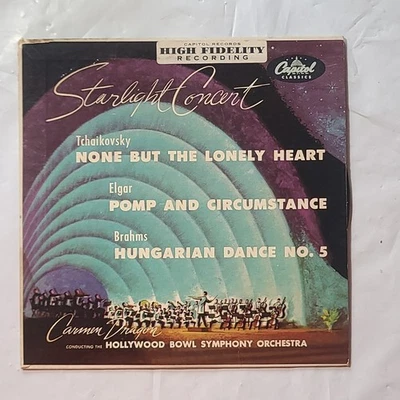 CAPITOL RECORDS
HIGH FIDELITY
RECORDING
Capitol
CLASSICS
Starlight Concert
Tchaikovsky
NONE BUT THE LONELY HEART
Elgar
POMP AND CIRCUMSTANCE
Brahms
HUNGARIAN DANCE NO. 5
Carmen Dragon
CONDUCTING THE HOLLYWOOD BOWL SYMPHONY ORCHESTRA